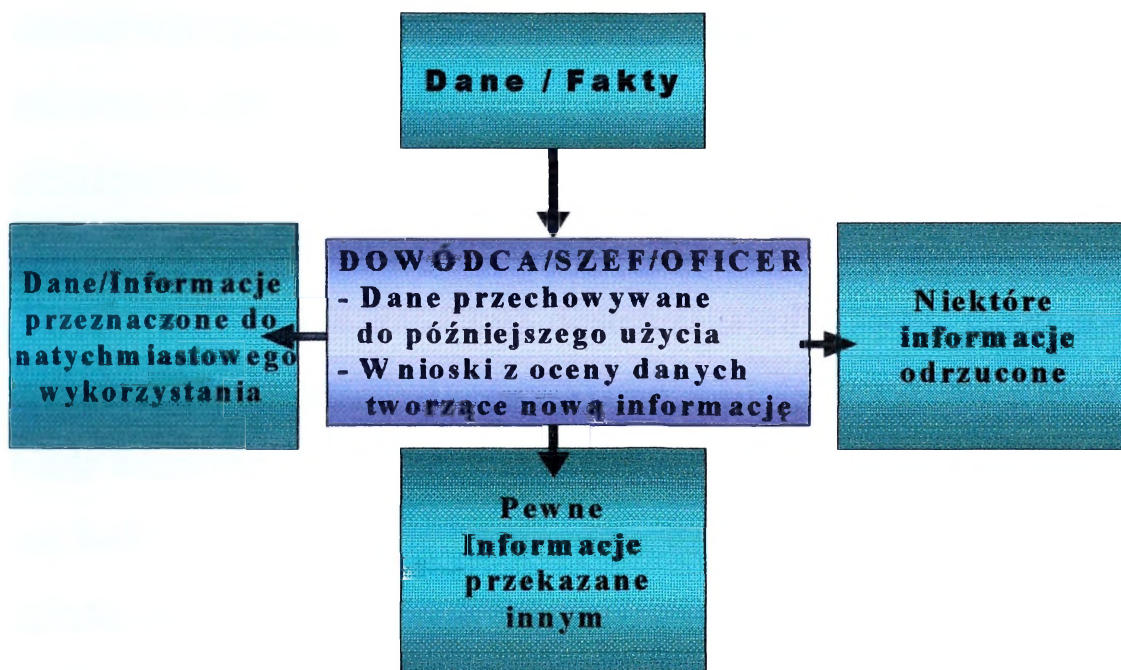 Dane / Fakty
Dane/Informacje
przeznaczone do
natychmiastowego
wykorzystania
DOWÓDCA/SZEF/OFICER
- Dane przechowywane
do późniejszego użycia
- Wnioski z oceny danych
tworzące nową informację
Niektóre
informacje
odrzucone
Pewne
Informacje
przekazane
innym